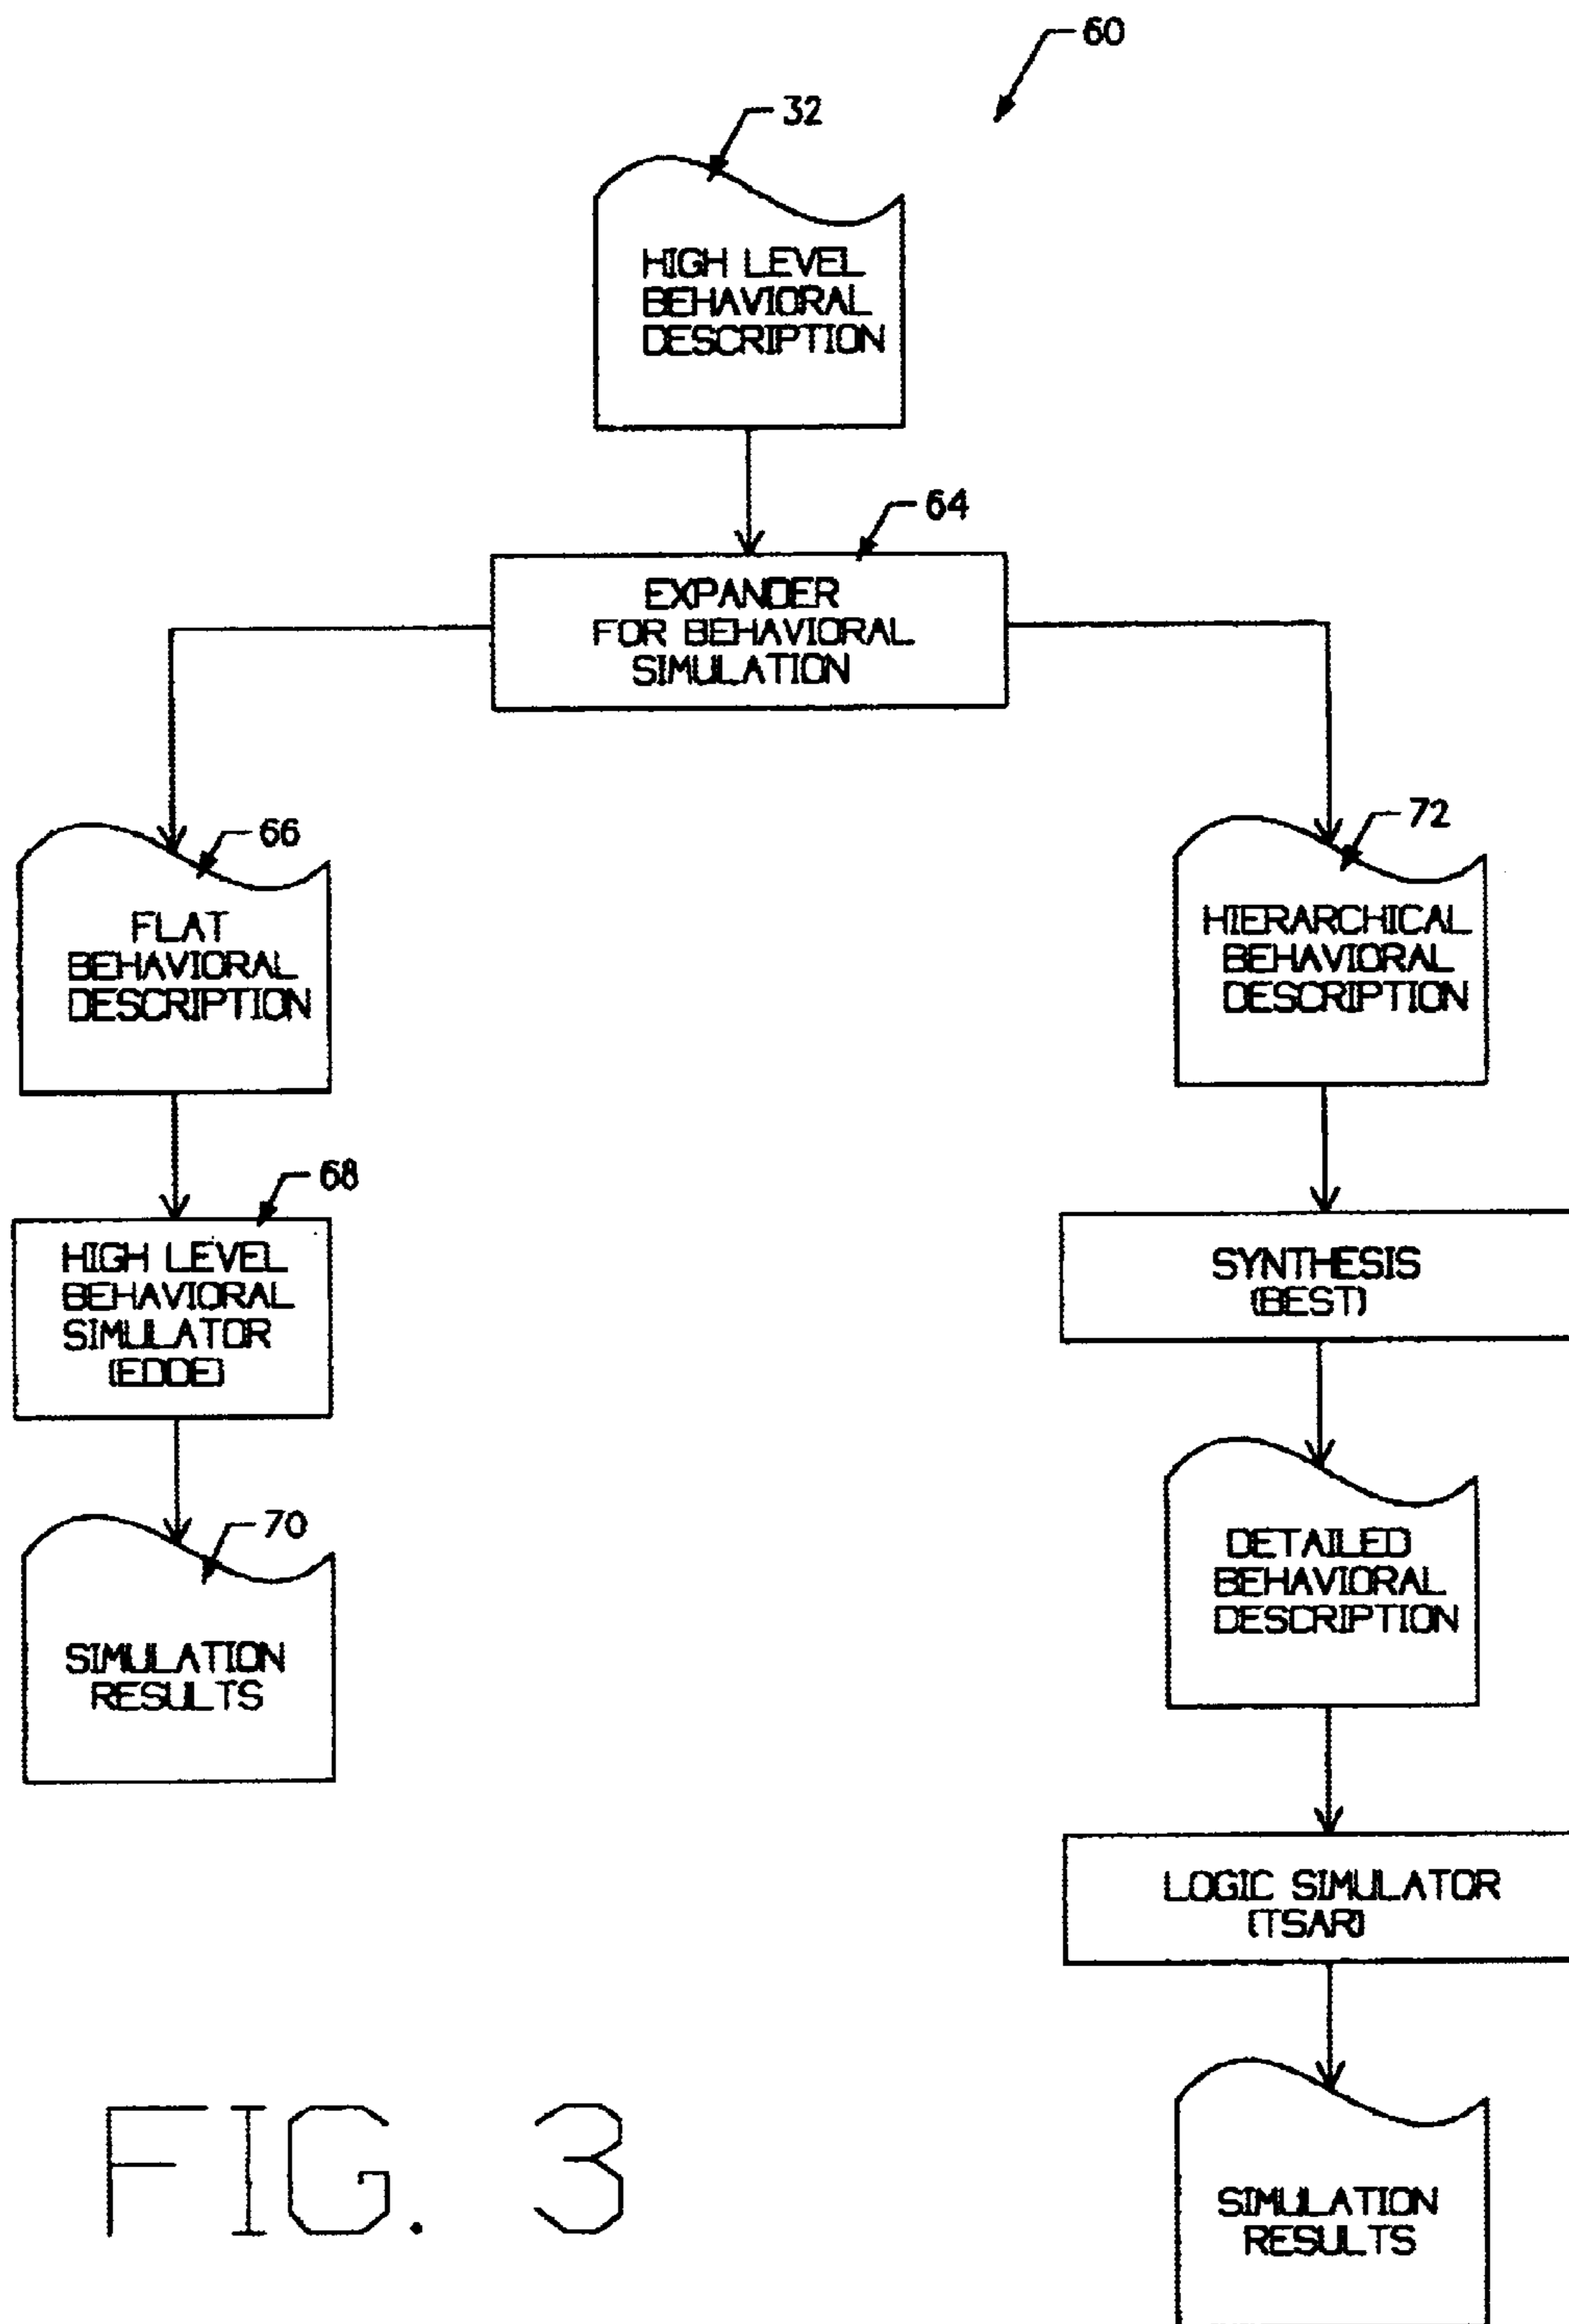 60
32
HIGH LEVEL
BEHAVIORAL
DESCRIPTION
64
EXPANDER
FOR BEHAVIORAL
SIMULATION
66
FLAT
BEHAVIORAL
DESCRIPTION
68
HIGH LEVEL
BEHAVIORAL
SIMULATOR
(EDDE)
70
SIMULATION
RESULTS
72
HIERARCHICAL
BEHAVIORAL
DESCRIPTION
SYNTHESIS
(BEST)
DETAILED
BEHAVIORAL
DESCRIPTION
LOGIC SIMULATOR
(TSAR)
SIMULATION
RESULTS
FIG. 3